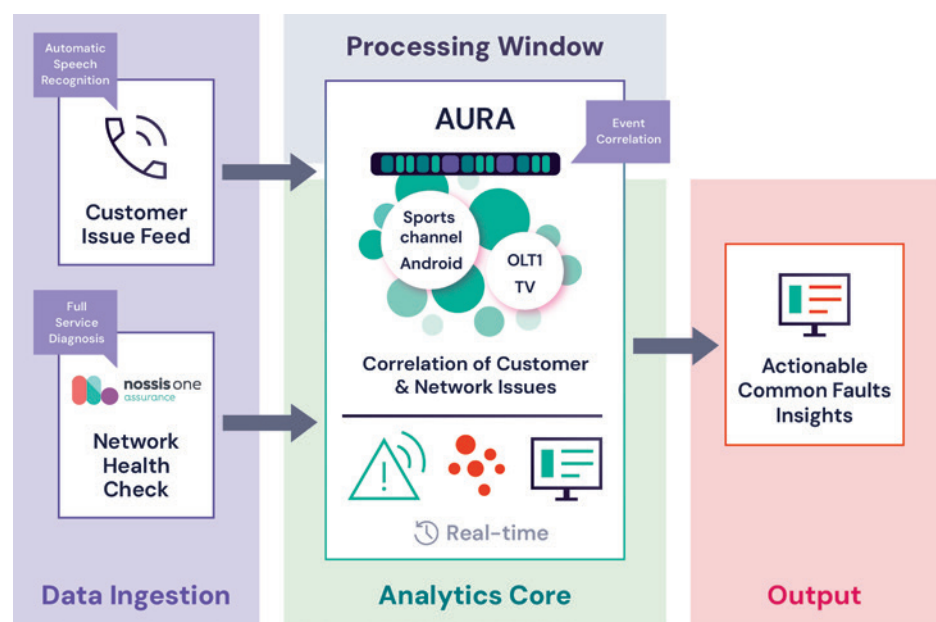 Automatic
Speech
Recognition
Customer
Issue Feed
Full
Service
Diagnosis
nossis one
assurance
Network
Health
Check
Data Ingestion
Processing Window
AURA
Event
Correlation
Sports
channel
Android
OLT1
TV
Correlation of Customer
& Network Issues
Real-time
Analytics Core
Actionable
Common Faults
Insights
Output